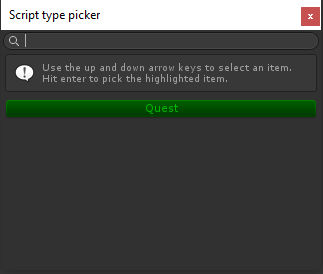 Script type picker
x
Use the up and down arrow keys to select an item.
Hit enter to pick the highlighted item.
Quest